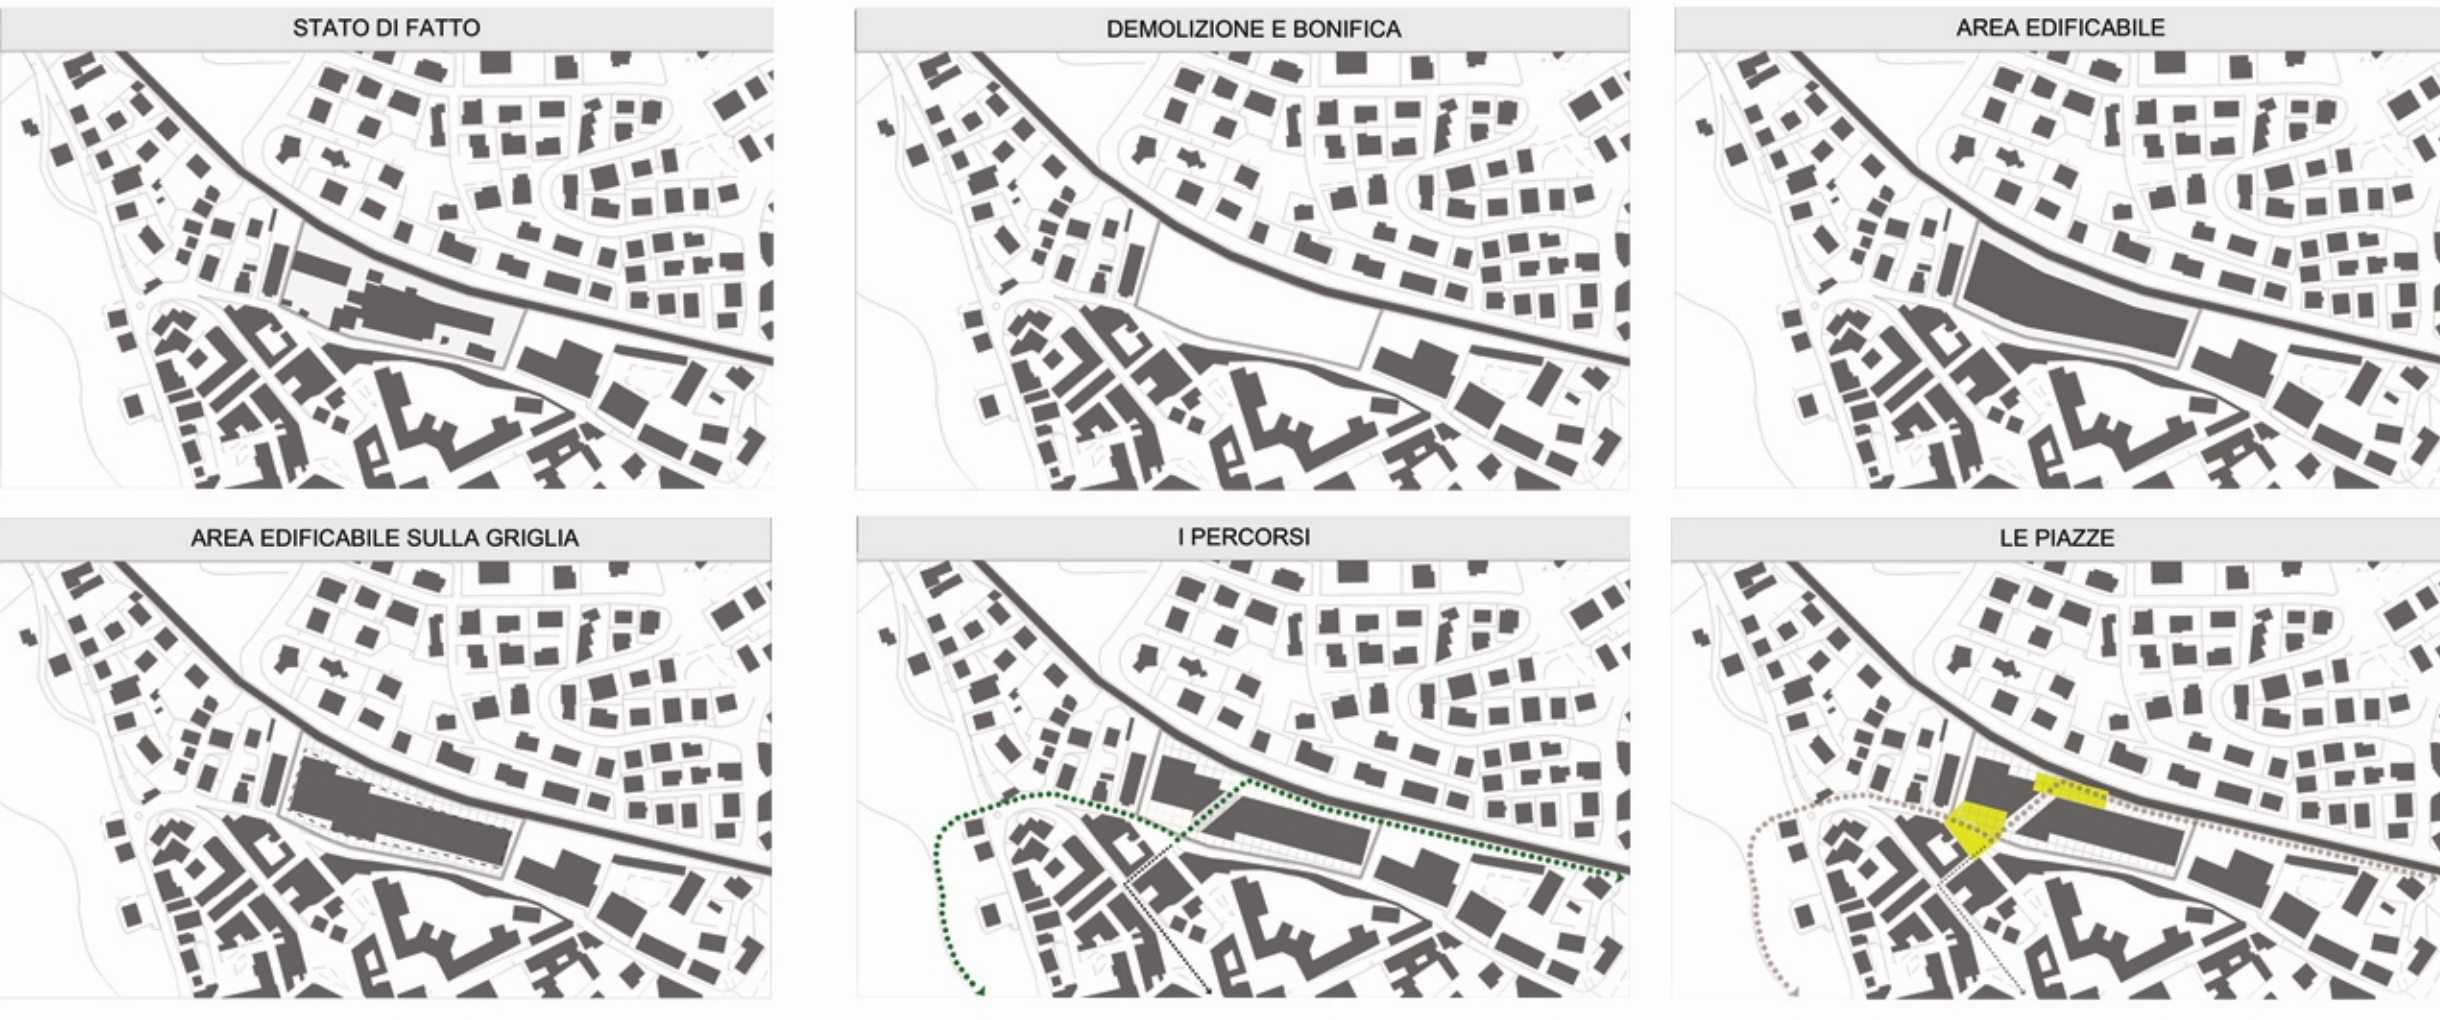 STATO DI FATTO
DEMOLIZIONE E BONIFICA
AREA EDIFICABILE
AREA EDIFICABILE SULLA GRIGLIA
I PERCORSI
LE PIAZZE